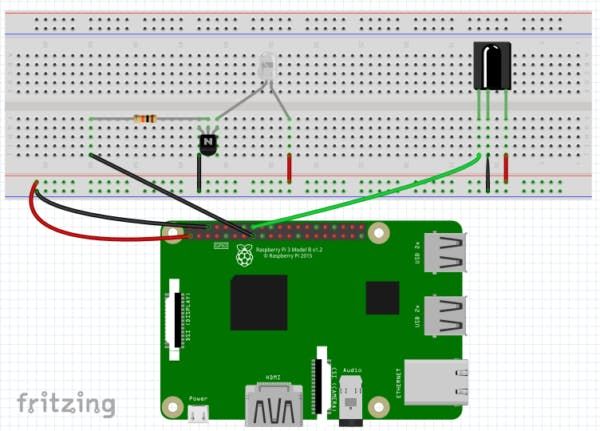 N
GPIO
Raspberry Pi 3 Model B v1.2
© Raspberry Pi 2015
USB 2x
DSI (DISPLAY)
USB 2x
Power
HDMI
CSI (CAMERA)
Audio
ETHERNET
fritzing